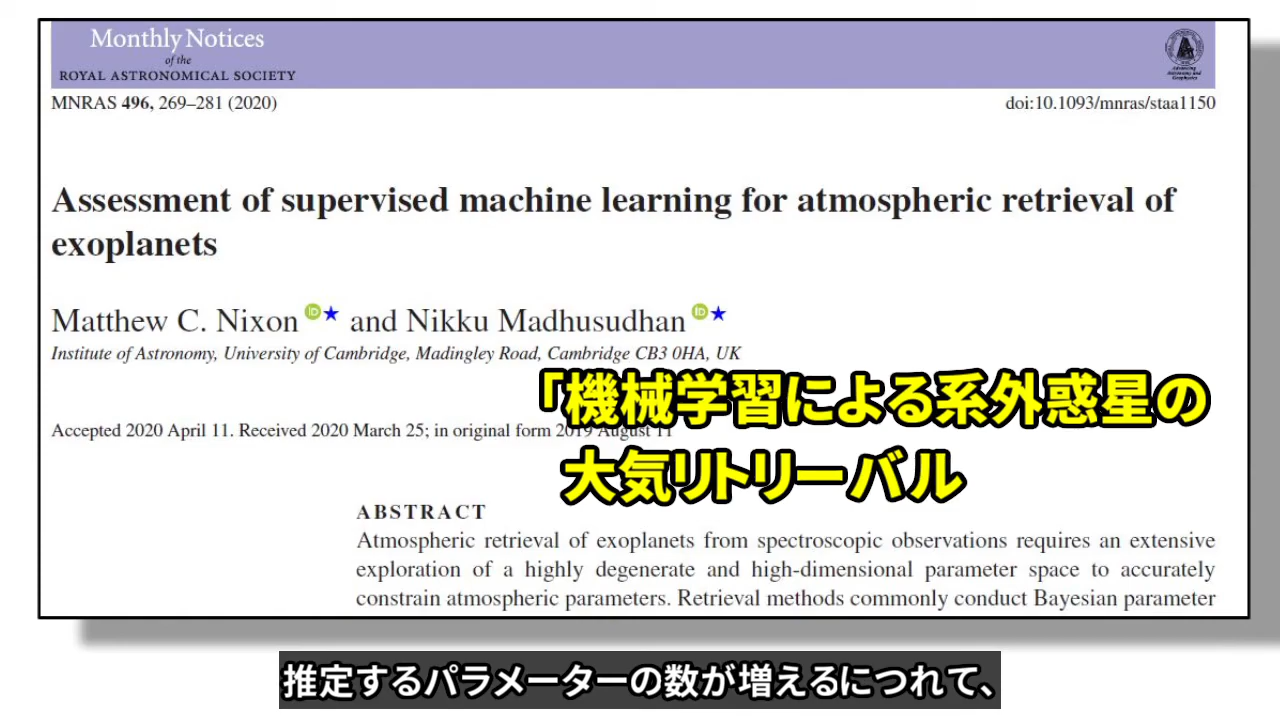 Monthly Notices
of the
ROYAL ASTRONOMICAL SOCIETY
MNRAS 496, 269–281 (2020)
doi:10.1093/mnras/staa1150
Assessment of supervised machine learning for atmospheric retrieval of
exoplanets
Matthew C. Nixon iD★ and Nikku Madhusudhan iD★
Institute of Astronomy, University of Cambridge, Madingley Road, Cambridge CB3 0HA, UK
「機械学習による系外惑星の
大気リトリーバル
Accepted 2020 April 11. Received 2020 March 25; in original form 2019 August 11
ABSTRACT
Atmospheric retrieval of exoplanets from spectroscopic observations requires an extensive
exploration of a highly degenerate and high-dimensional parameter space to accurately
constrain atmospheric parameters. Retrieval methods commonly conduct Bayesian parameter
推定するパラメーターの数が増えるにつれて、